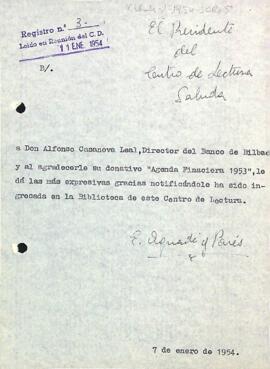 Registro n.º 3
Leído en Reunión del C. D.
11 ENE. 1954
B/.
El Presidente
del
Centro de Lectura
Saluda
a Don Alfonso Casanova Leal, Director del Banco de Bilbao
y al agradecerle su donativo "Agenda Financiera 1953", le
dá las más expresivas gracias notificándole ha sido in-
gresada en la Biblioteca de este Centro de Lectura.
E. Aguadé y Parés
7 de enero de 1954.